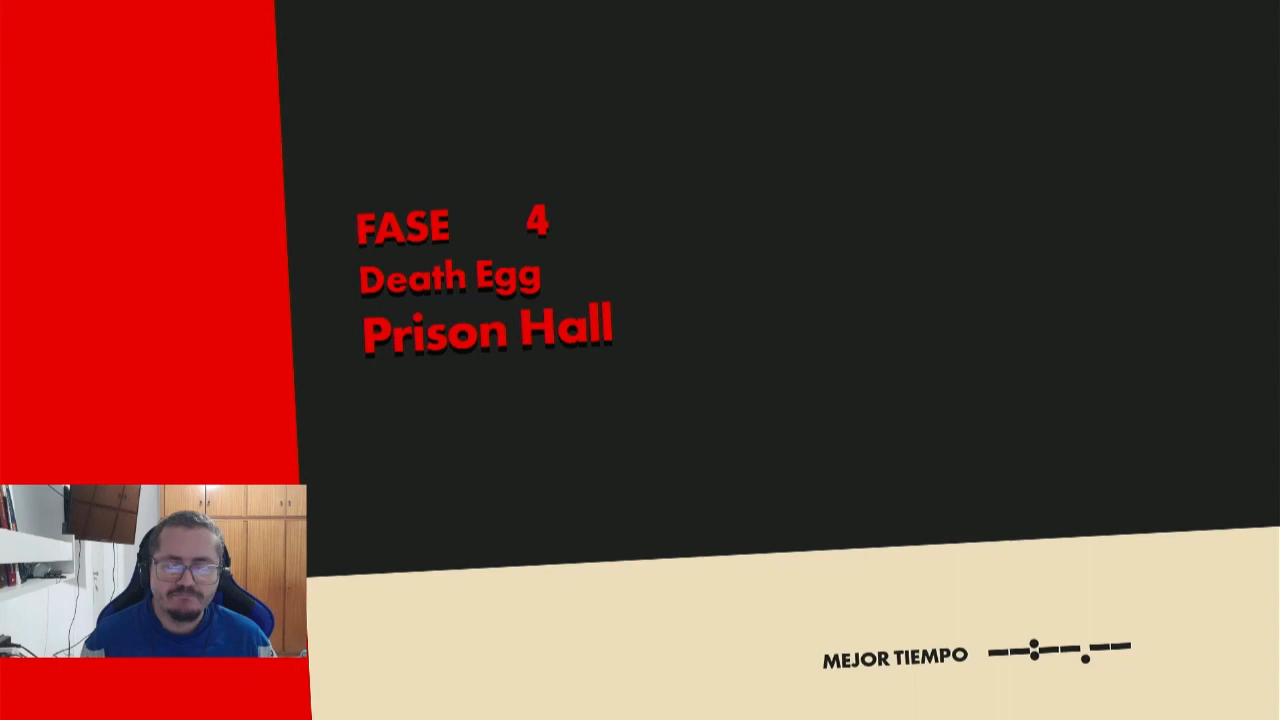 FASE 4
Death Egg
Prison Hall
MEJOR TIEMPO --:--.--